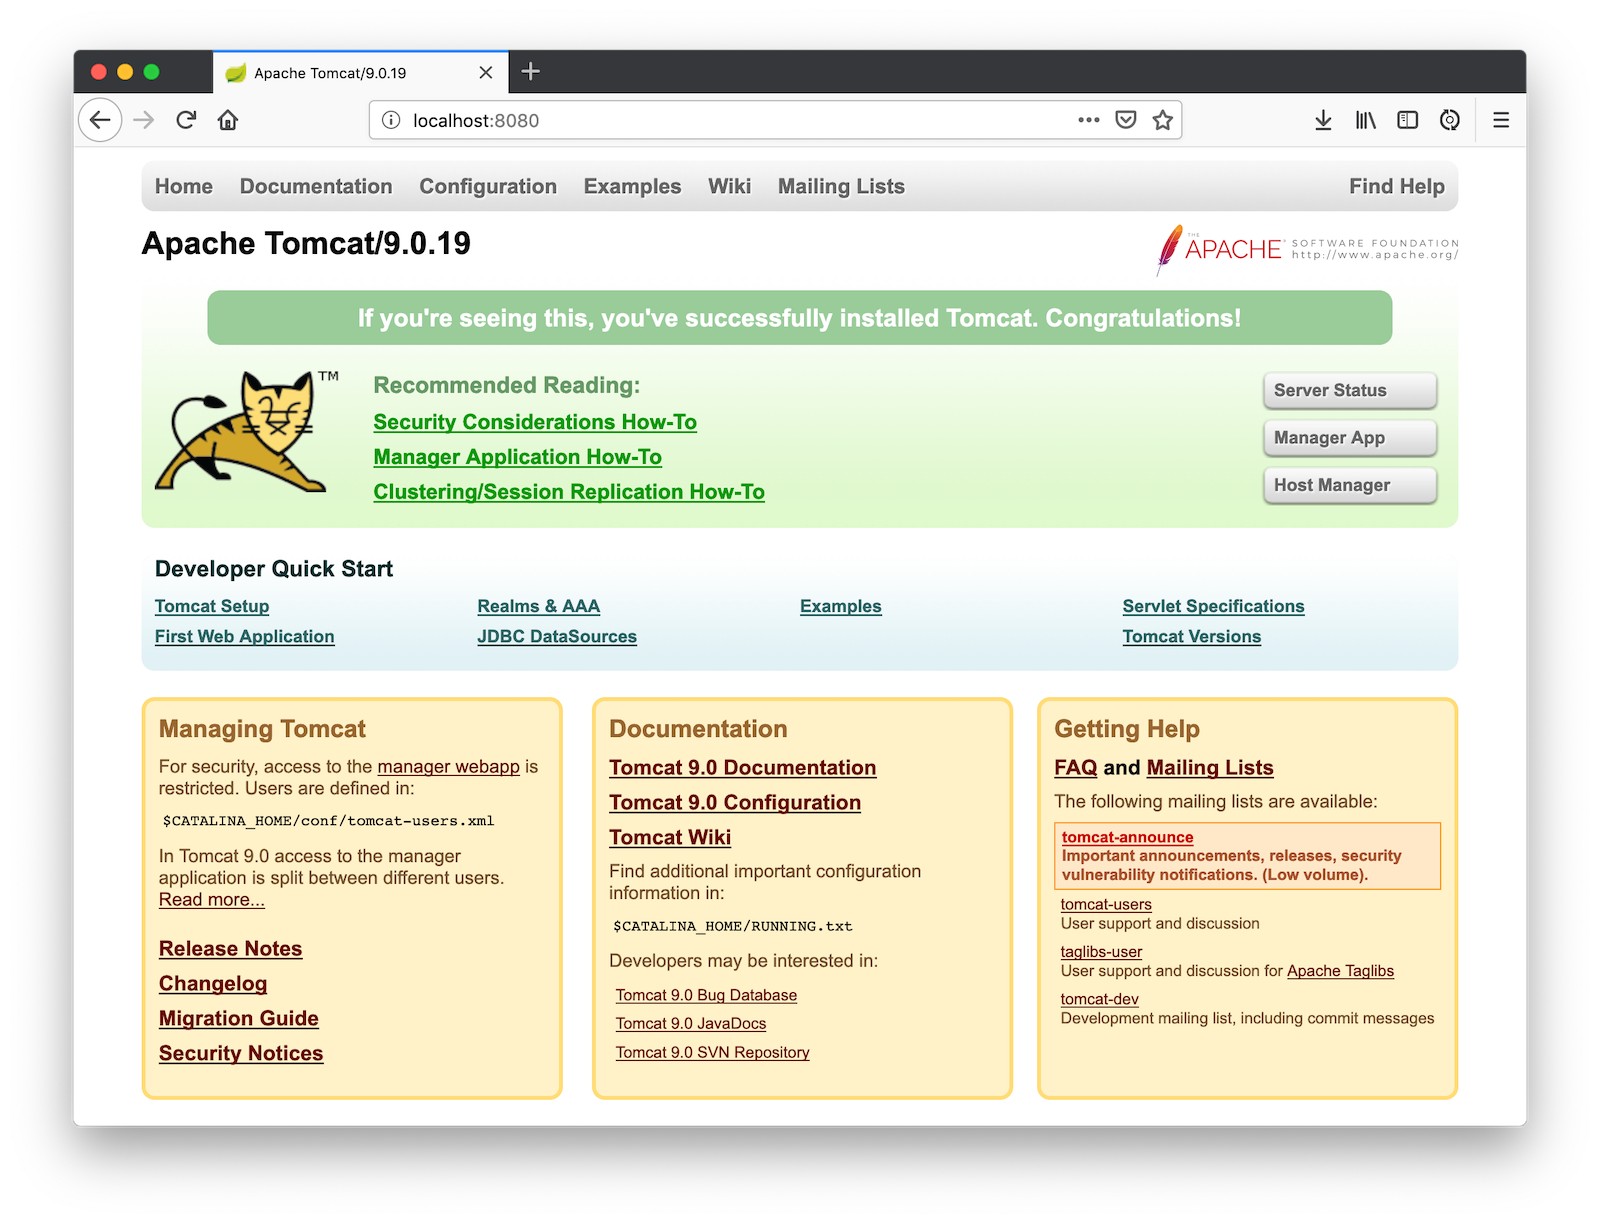 Apache Tomcat/9.0.19
localhost:8080
Home Documentation Configuration Examples Wiki Mailing Lists Find Help
Apache Tomcat/9.0.19
THE APACHE® SOFTWARE FOUNDATION
http://www.apache.org/
If you're seeing this, you've successfully installed Tomcat. Congratulations!
TM
Recommended Reading:
Security Considerations How-To
Manager Application How-To
Clustering/Session Replication How-To
Server Status
Manager App
Host Manager
Developer Quick Start
Tomcat Setup
First Web Application
Realms & AAA
JDBC DataSources
Examples
Servlet Specifications
Tomcat Versions
Managing Tomcat
For security, access to the manager webapp is
restricted. Users are defined in:
$CATALINA_HOME/conf/tomcat-users.xml
In Tomcat 9.0 access to the manager
application is split between different users.
Read more...
Release Notes
Changelog
Migration Guide
Security Notices
Documentation
Tomcat 9.0 Documentation
Tomcat 9.0 Configuration
Tomcat Wiki
Find additional important configuration
information in:
$CATALINA_HOME/RUNNING.txt
Developers may be interested in:
Tomcat 9.0 Bug Database
Tomcat 9.0 JavaDocs
Tomcat 9.0 SVN Repository
Getting Help
FAQ and Mailing Lists
The following mailing lists are available:
tomcat-announce
Important announcements, releases, security
vulnerability notifications. (Low volume).
tomcat-users
User support and discussion
taglibs-user
User support and discussion for Apache Taglibs
tomcat-dev
Development mailing list, including commit messages